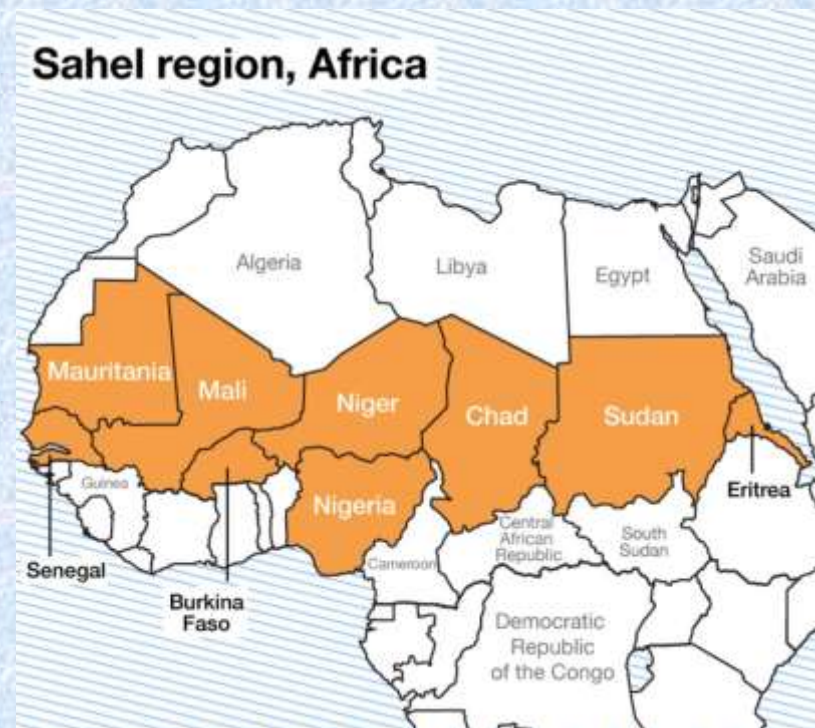 Sahel region, Africa
Algeria
Libya
Egypt
Saudi
Arabia
Mauritania
Mali
Niger
Chad
Sudan
Eritrea
Guinea
Nigeria
Central
African
Republic
South
Sudan
Cameroon
Senegal
Burkina
Faso
Democratic
Republic
of the Congo